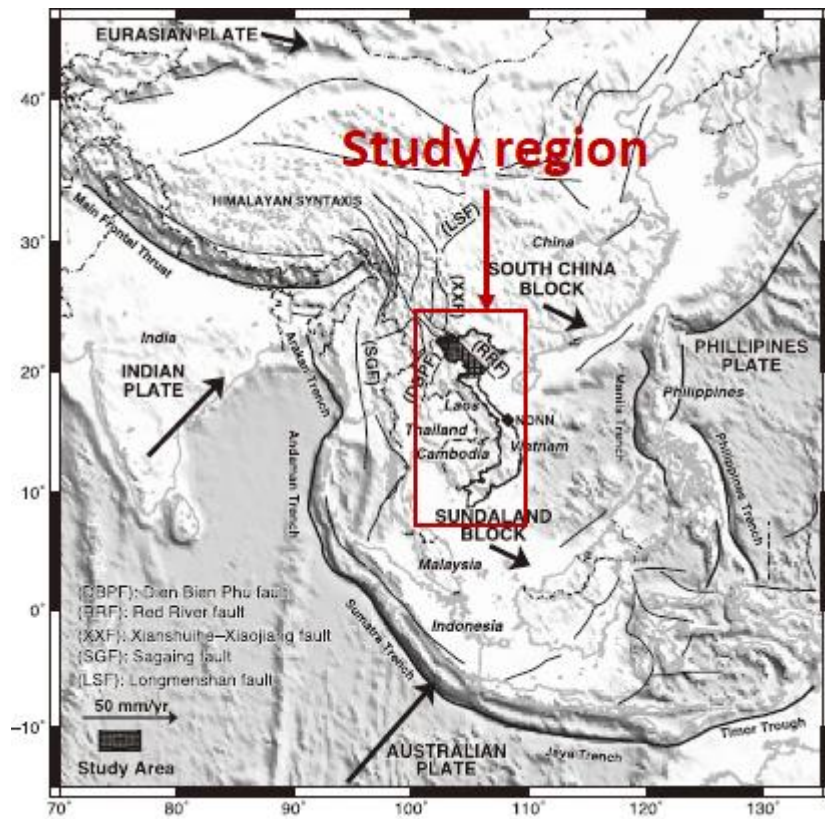 EURASIAN PLATE
40°
Study region
HIMALAYAN SYNTAXIS
(LSF)
Main Frontal Thrust
30°
China
(XXF)
SOUTH CHINA
BLOCK
India
INDIAN
PLATE
Arakan Trench
(SGF)
(DBPF)
(RRF)
PHILLIPINES
PLATE
20°
Philippines
Manila Trench
Laos
NONN
Thailand
Vietnam
Cambodia
Andaman Trench
Philippines Trench
10°
SUNDALAND
BLOCK
Malaysia
(DBPF): Dien Bien Phu fault
(RRF): Red River fault
0°
(XXF): Xianshuihe–Xiaojiang fault
Indonesia
Sumatra Trench
(SGF): Sagaing fault
(LSF): Longmenshan fault
50 mm/yr
−10°
Study Area
AUSTRALIAN
PLATE
Java Trench
Timor Trough
70° 80° 90° 100° 110° 120° 130°